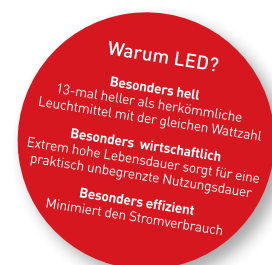 Warum LED?
Besonders hell
13-mal heller als herkömmliche
Leuchtmittel mit der gleichen Wattzahl
Besonders wirtschaftlich
Extrem hohe Lebensdauer sorgt für eine
praktisch unbegrenzte Nutzungsdauer
Besonders effizient
Minimiert den Stromverbrauch